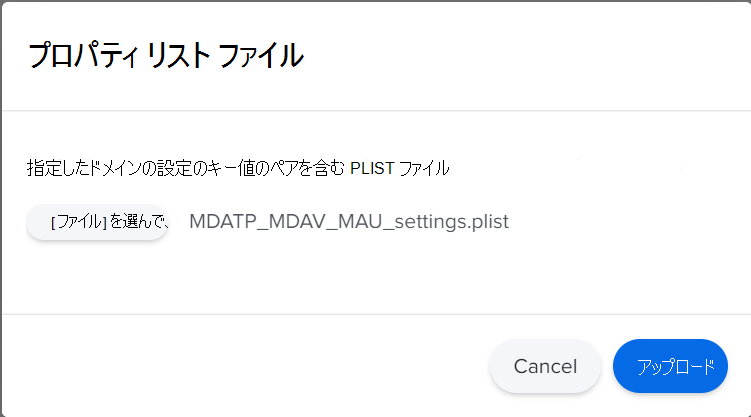 プロパティ リスト ファイル
指定したドメインの設定のキー値のペアを含む PLIST ファイル
[ファイル] を選んで、 MDATP_MDAV_MAU_settings.plist
Cancel アップロード